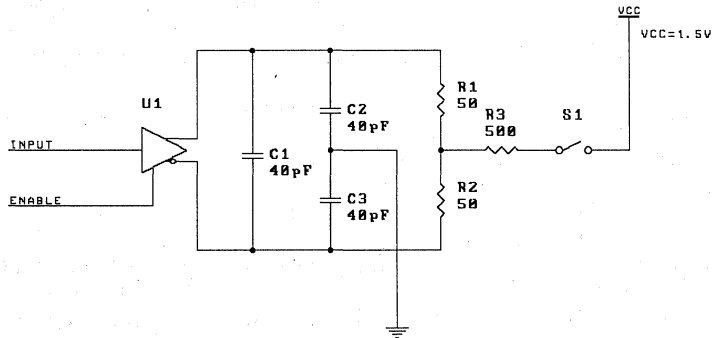 VCC
VCC=1.5V
U1
R1
50
C2
40pF
R3
500
S1
INPUT
C1
40pF
R2
50
C3
40pF
ENABLE